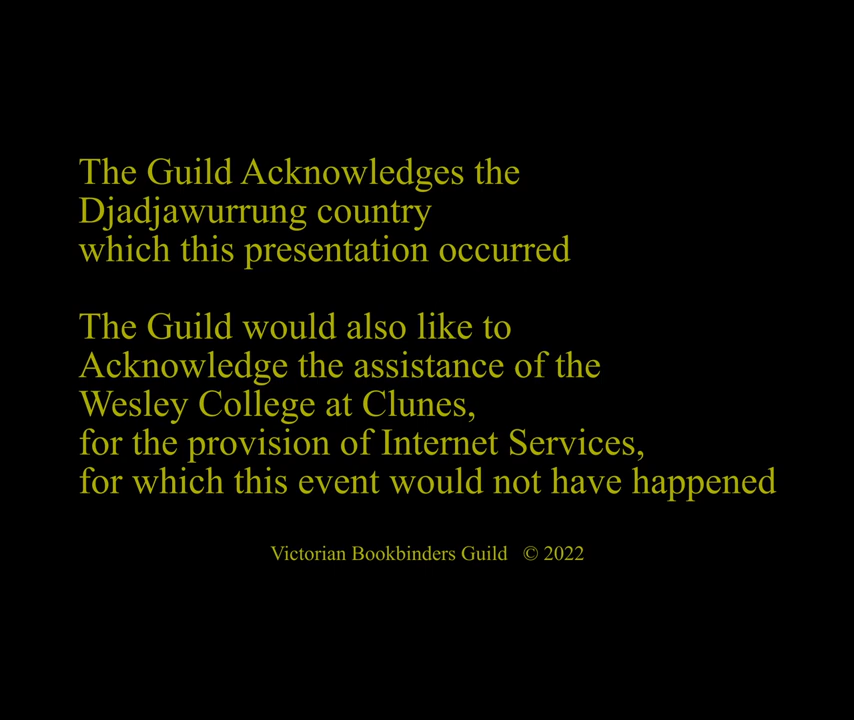 The Guild Acknowledges the
Djadjawurrung country
which this presentation occurred
The Guild would also like to
Acknowledge the assistance of the
Wesley College at Clunes,
for the provision of Internet Services,
for which this event would not have happened
Victorian Bookbinders Guild © 2022